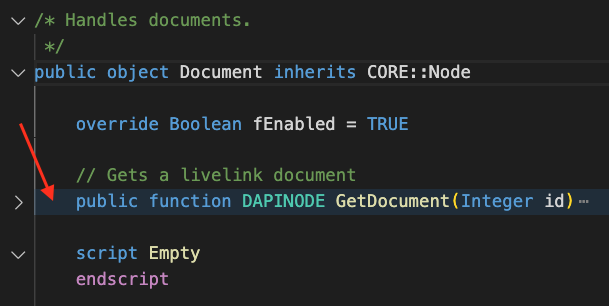 /* Handles documents.
*/
public object Document inherits CORE::Node
override Boolean fEnabled = TRUE
// Gets a livelink document
public function DAPINODE GetDocument(Integer id) ⋯
script Empty
endscript